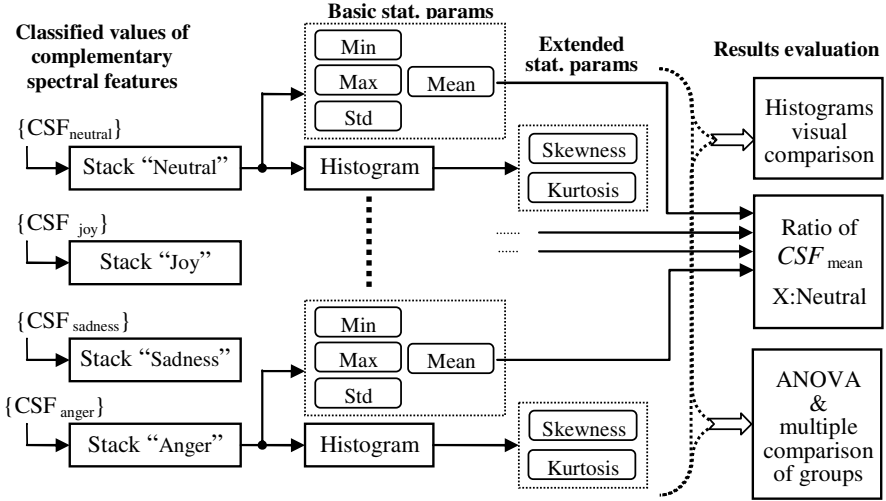 Classified values of
complementary
spectral features
Basic stat. params
Extended
stat. params
Results evaluation
{CSF neutral}
Stack “Neutral”
Min
Max
Std
Mean
Histogram
Skewness
Kurtosis
Histograms
visual
comparison
{CSF joy}
Stack “Joy”
Ratio of
CSF mean
X:Neutral
{CSF sadness}
Stack “Sadness”
Min
Max
Std
Mean
{CSF anger}
Stack “Anger”
Histogram
Skewness
Kurtosis
ANOVA
&
multiple
comparison
of groups